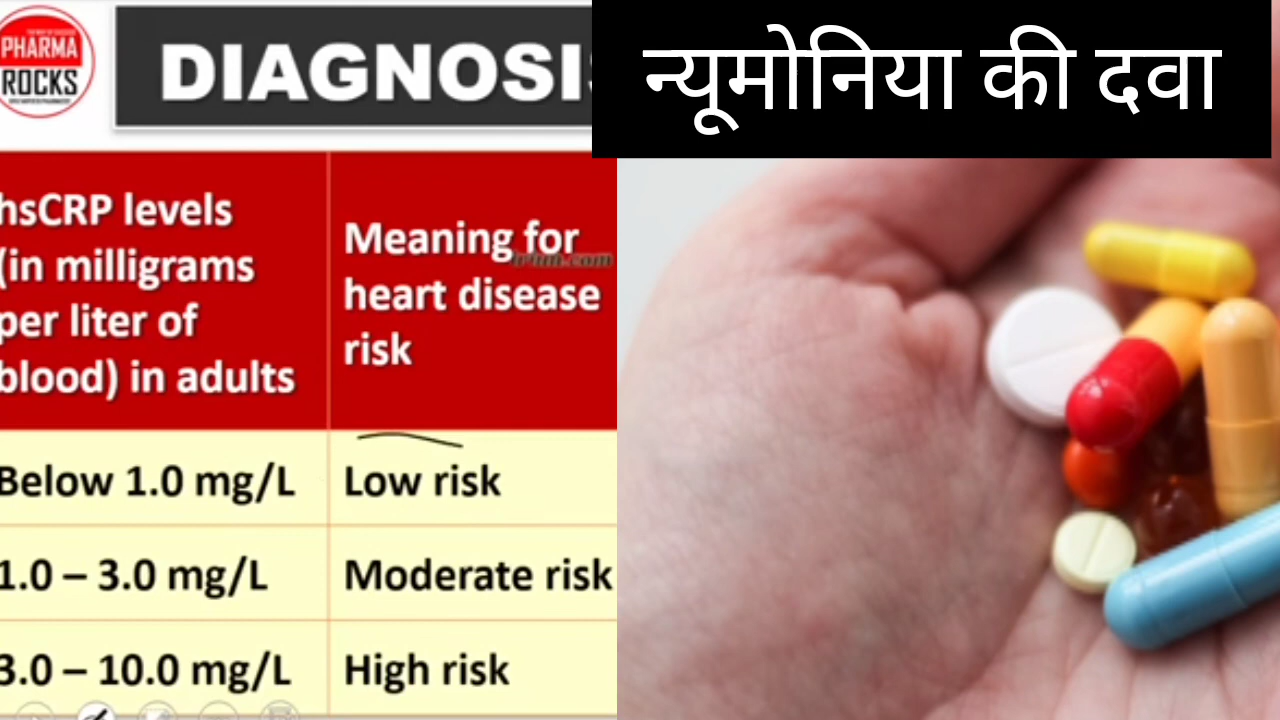 PHARMA
ROCKS
DIAGNOSI
न्यूमोनिया की दवा
hsCRP levels
(in milligrams
per liter of
blood) in adults
Meaning for
heart disease
risk
Below 1.0 mg/L
Low risk
1.0 – 3.0 mg/L
Moderate risk
3.0 – 10.0 mg/L
High risk